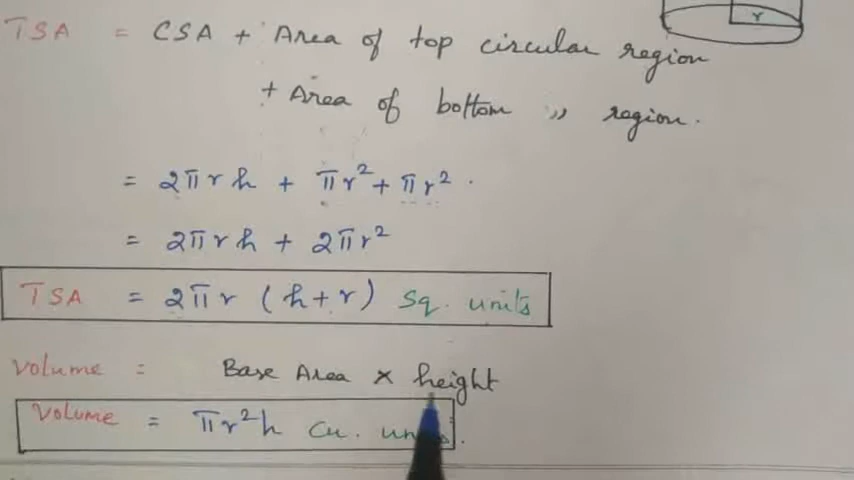 r
TSA = CSA + Area of top circular region
+ Area of bottom ,, region.
= 2πrh + πr² + πr².
= 2πrh + 2πr²
TSA = 2πr (h+r) Sq. units
Volume = Base Area × height
Volume = πr²h Cu. units.